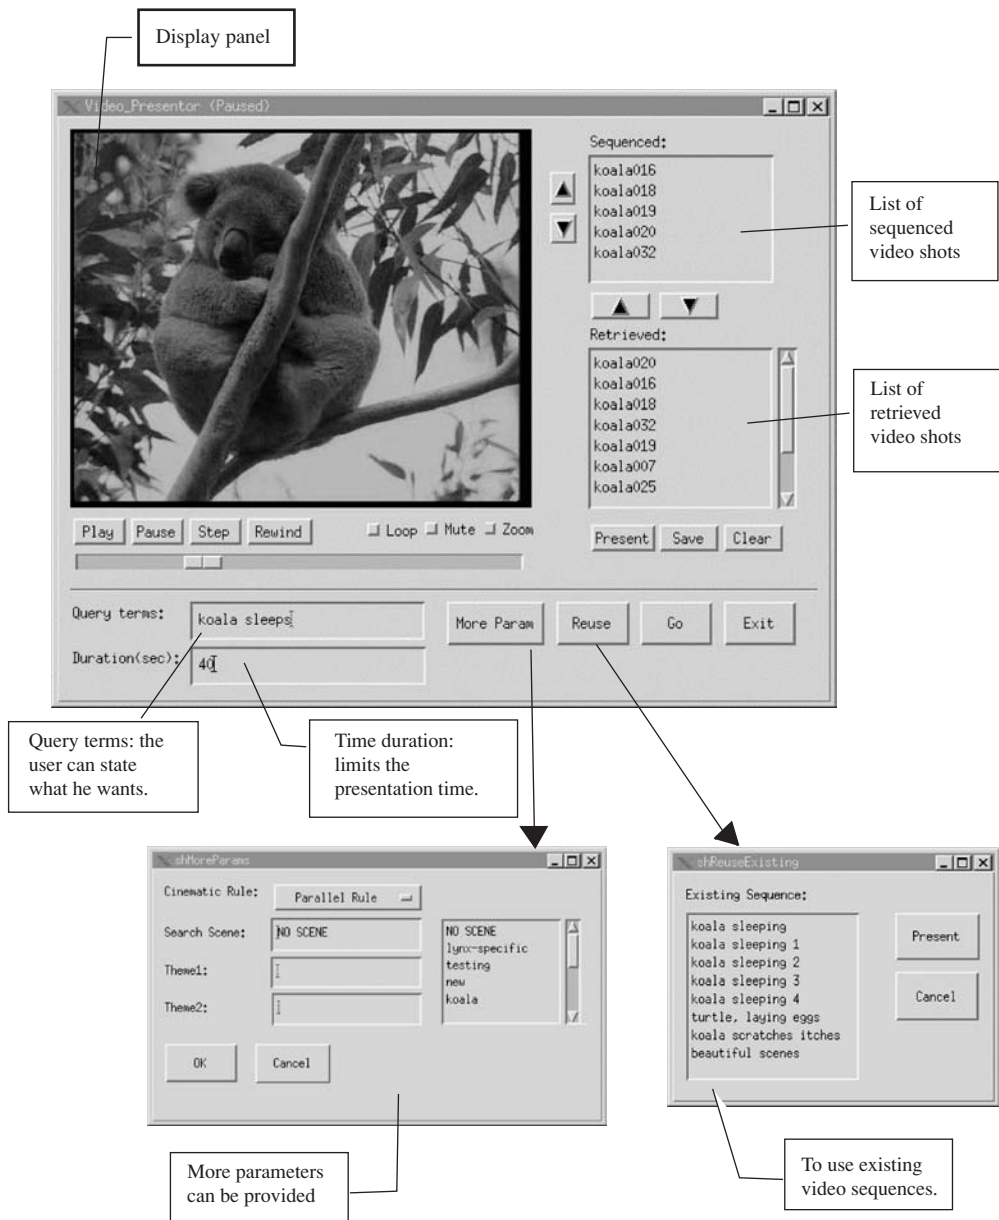 Display panel
Video_Presentor (Paused)
Sequenced:
koala016
koala018
koala019
koala020
koala032
List of
sequenced
video shots
Retrieved:
koala020
koala016
koala018
koala032
koala019
koala007
koala025
List of
retrieved
video shots
Play Pause Step Rewind Loop Mute Zoom
Present Save Clear
Query terms: koala sleeps
More Param Reuse Go Exit
Duration(sec): 40
Query terms: the
user can state
what he wants.
Time duration:
limits the
presentation time.
shMoreParams
Cinematic Rule: Parallel Rule
Search Scene: NO SCENE
Theme1:
Theme2:
NO SCENE
lynx-specific
testing
new
koala
OK Cancel
shReuseExisting
Existing Sequence:
koala sleeping
koala sleeping 1
koala sleeping 2
koala sleeping 3
koala sleeping 4
turtle, laying eggs
koala scratches itches
beautiful scenes
Present
Cancel
More parameters
can be provided
To use existing
video sequences.